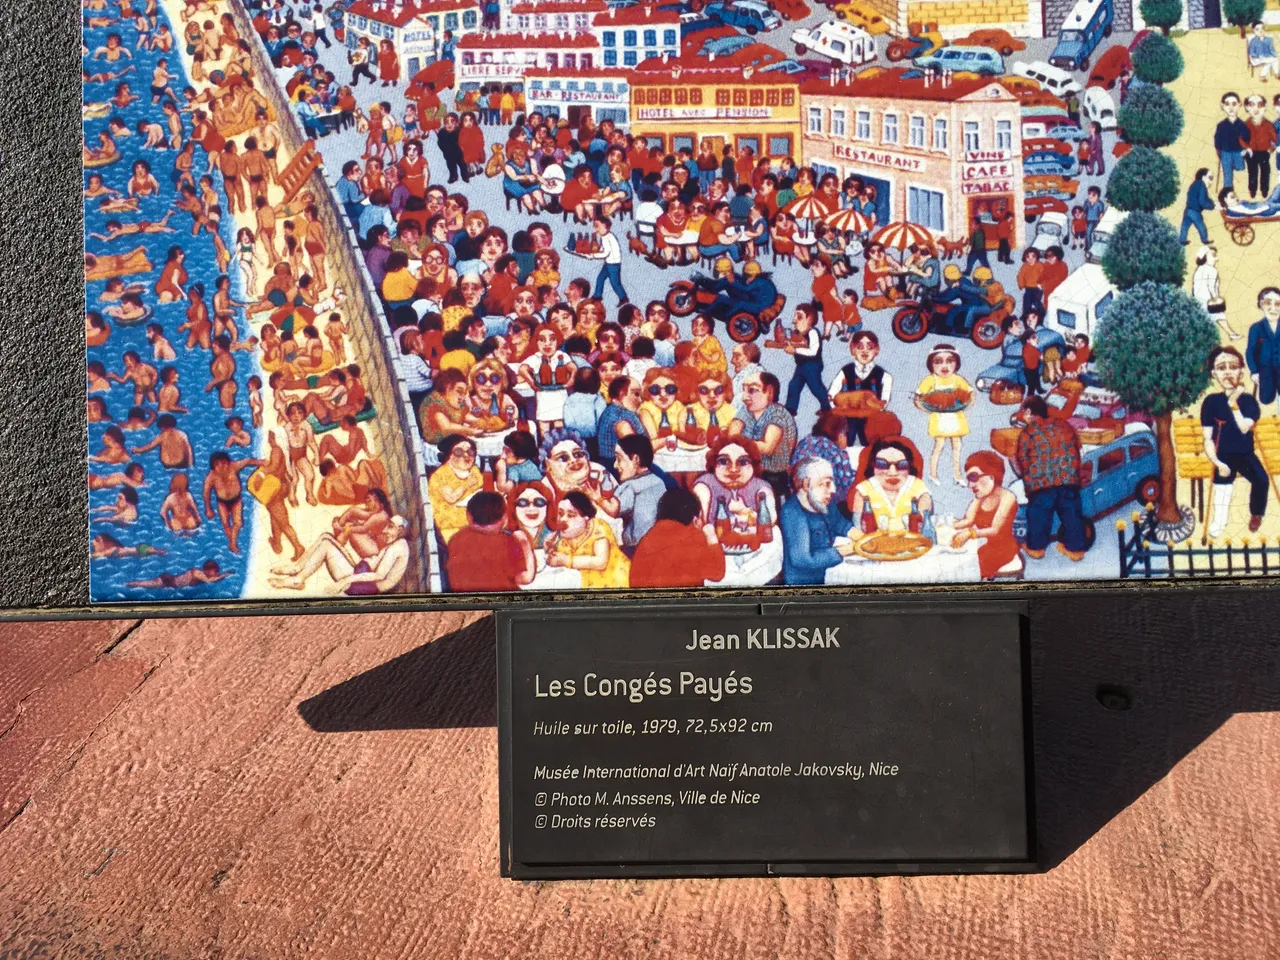 HOTEL
LIBRE SERVI
BAR-RESTAURANT
HOTEL AVEC PENSION
RESTAURANT
VINS
CAFE
TABAC
Jean KLISSAK
Les Congés Payés
Huile sur toile, 1979, 72,5x92 cm
Musée International d'Art Naïf Anatole Jakovsky, Nice
© Photo M. Anssens, Ville de Nice
© Droits réservés